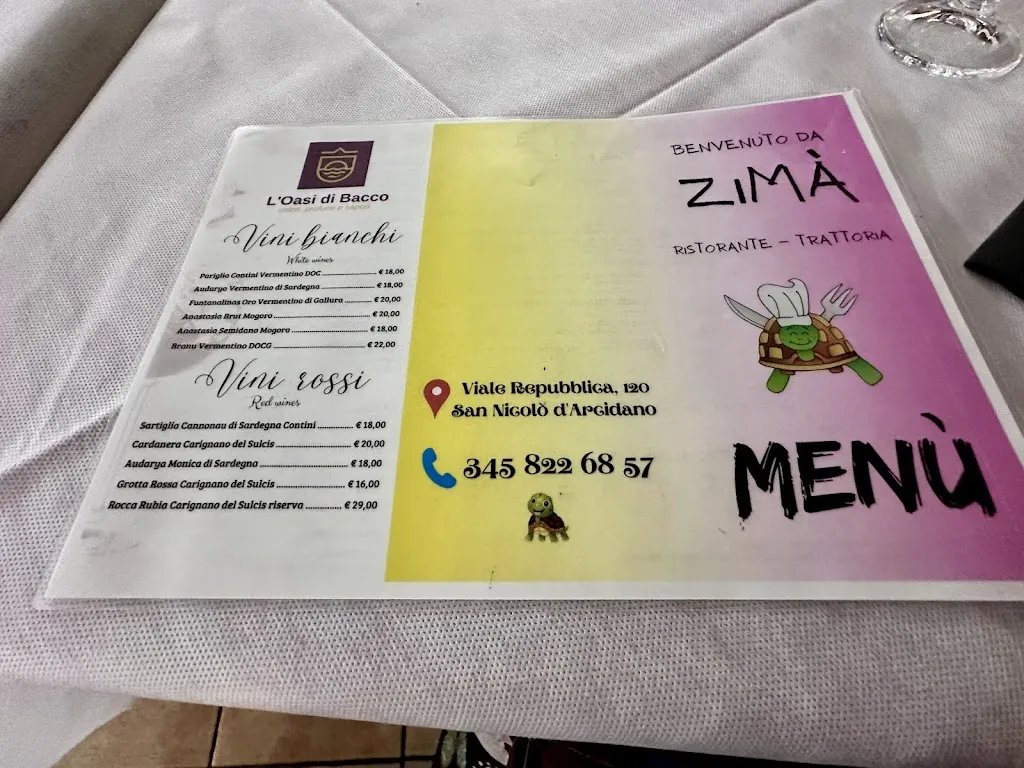 L'Oasi di Bacco
Vini bianchi
White wines
Pariglia Contini Vermentino DOC ........................ € 18,00
Audarya Vermentino di Sardegna ........................ € 18,00
Funtanalinas Oro Vermentino di Gallura ........... € 20,00
Anastasia Brut Mogoro ........................................ € 20,00
Anastasia Semidano Mogoro ................................ € 18,00
Branu Vermentino DOCG ..................................... € 22,00
Vini rossi
Red wines
Sartiglia Cannonau di Sardegna Contini ............. € 18,00
Cardanera Carignano del Sulcis ........................... € 20,00
Audarya Monica di Sardegna ................................ € 18,00
Grotta Rossa Carignano del Sulcis ........................ € 16,00
Rocca Rubia Carignano del Sulcis riserva ............ € 29,00
Viale Repubblica, 120
San Nicolò d'Arcidano
345 822 68 57
BENVENUTO DA
ZIMÀ
RISTORANTE - TRATTORIA
MENÙ